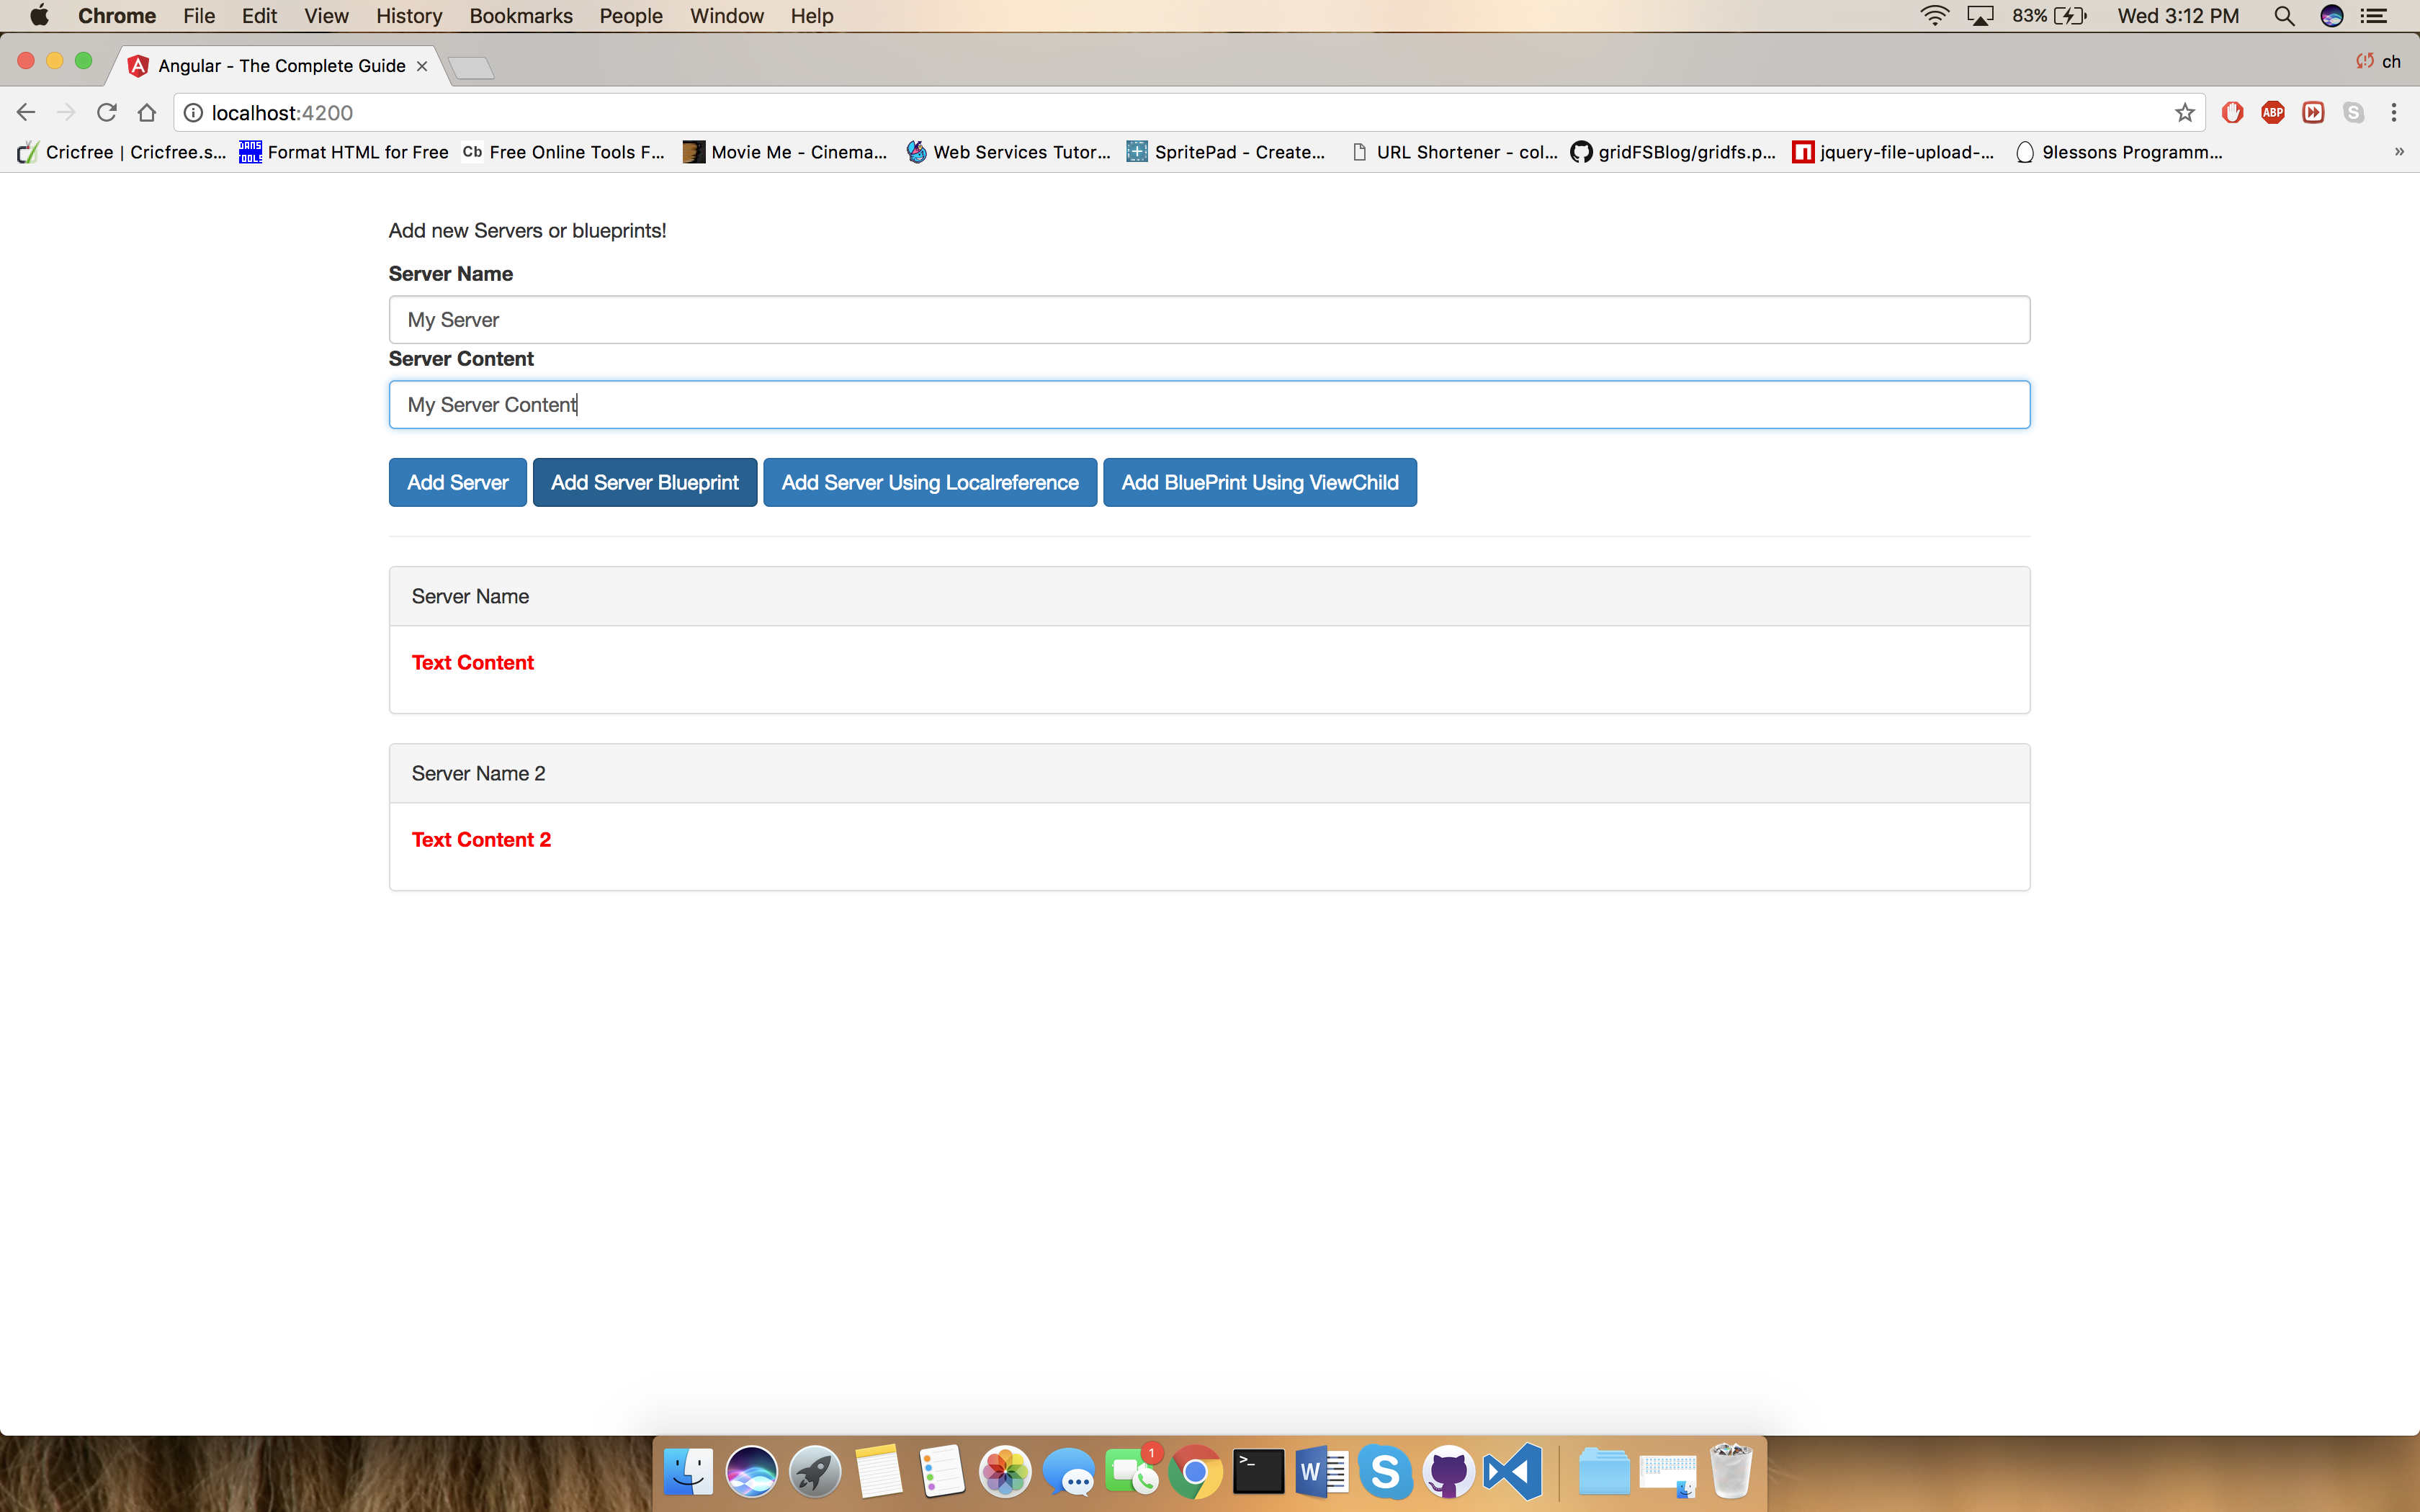 Chrome File Edit View History Bookmarks People Window Help 83% Wed 3:12 PM
Angular - The Complete Guide ch
localhost:4200 ABP
Cricfree | Cricfree.s... DANS TOOLS Format HTML for Free Cb Free Online Tools F... Movie Me - Cinema... Web Services Tutor... SpritePad - Create... URL Shortener - col... gridFSBlog/gridfs.p... jquery-file-upload-... 9lessons Programm... »
Add new Servers or blueprints!
Server Name
My Server
Server Content
My Server Content
Add Server Add Server Blueprint Add Server Using Localreference Add BluePrint Using ViewChild
Server Name
Text Content
Server Name 2
Text Content 2
1